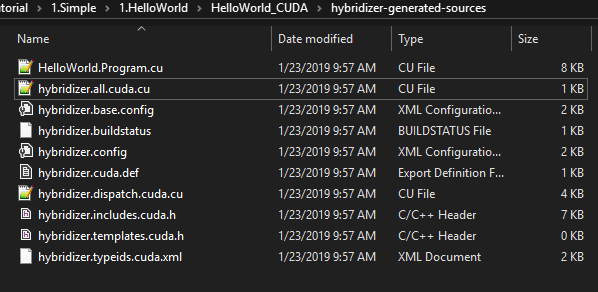 utorial > 1.Simple > 1.HelloWorld > HelloWorld_CUDA > hybridizer-generated-sources
Name Date modified Type Size
HelloWorld.Program.cu 1/23/2019 9:57 AM CU File 8 KB
hybridizer.all.cuda.cu 1/23/2019 9:57 AM CU File 1 KB
hybridizer.base.config 1/23/2019 9:57 AM XML Configuratio... 2 KB
hybridizer.buildstatus 1/23/2019 9:57 AM BUILDSTATUS File 1 KB
hybridizer.config 1/23/2019 9:57 AM XML Configuratio... 2 KB
hybridizer.cuda.def 1/23/2019 9:57 AM Export Definition F... 1 KB
hybridizer.dispatch.cuda.cu 1/23/2019 9:57 AM CU File 4 KB
hybridizer.includes.cuda.h 1/23/2019 9:57 AM C/C++ Header 7 KB
hybridizer.templates.cuda.h 1/23/2019 9:57 AM C/C++ Header 0 KB
hybridizer.typeids.cuda.xml 1/23/2019 9:57 AM XML Document 2 KB